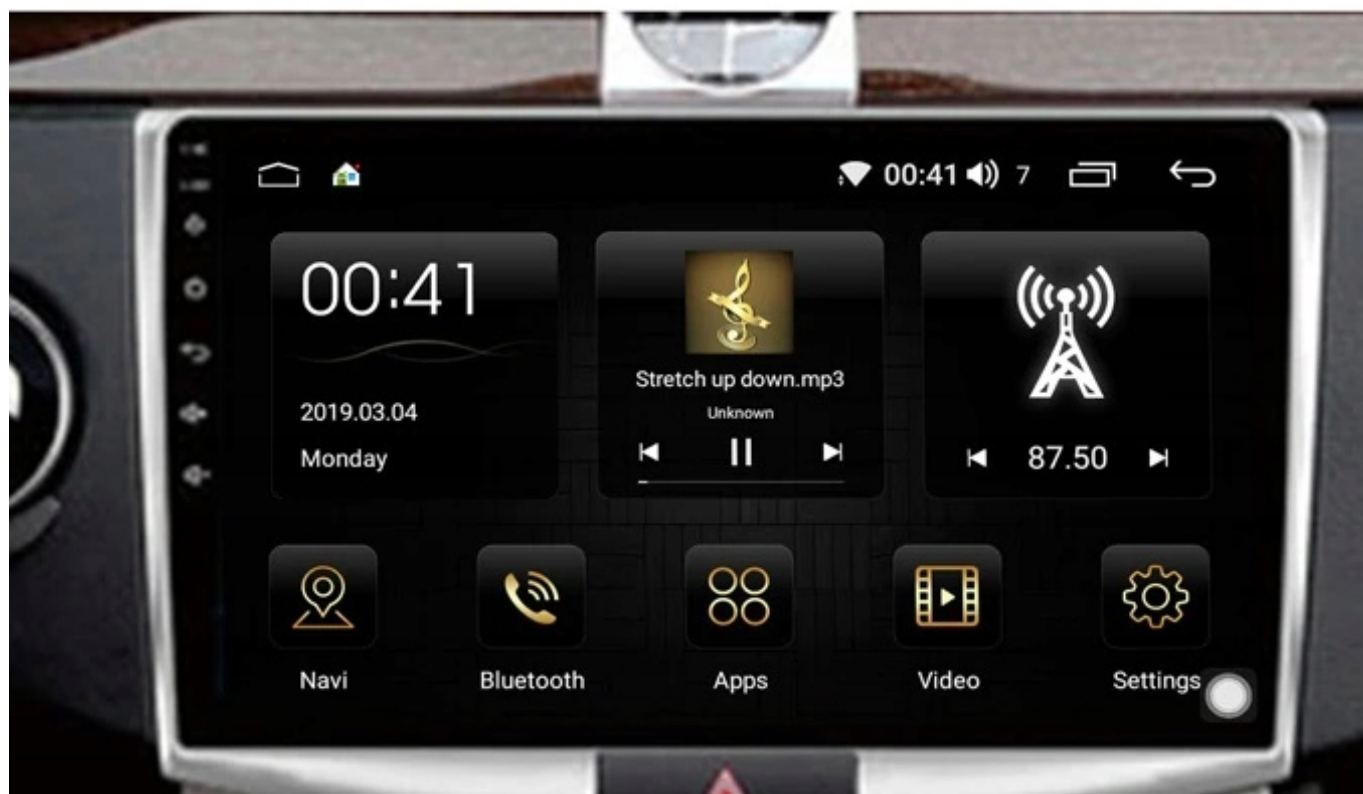 00:41 7
00:41
2019.03.04
Monday
Stretch up down.mp3
Unknown
87.50
Navi
Bluetooth
Apps
Video
Settings